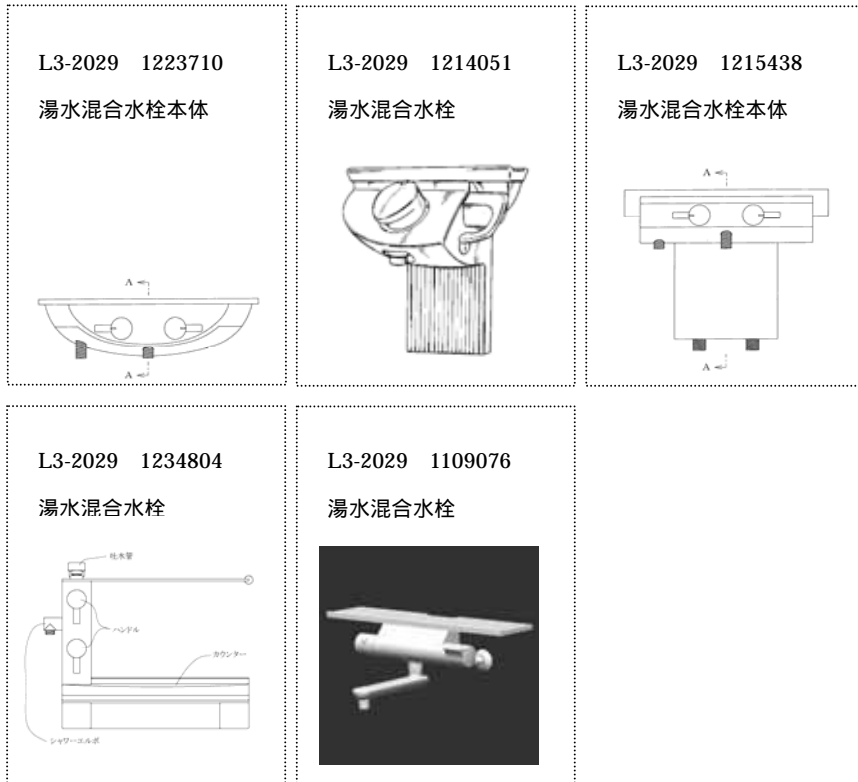 L3-2029 1223710
湯水混合水栓本体
A
A
L3-2029 1214051
湯水混合水栓
L3-2029 1215438
湯水混合水栓本体
A
A
L3-2029 1234804
湯水混合水栓
吐水管
ハンドル
カウンター
シャワーエルボ
L3-2029 1109076
湯水混合水栓